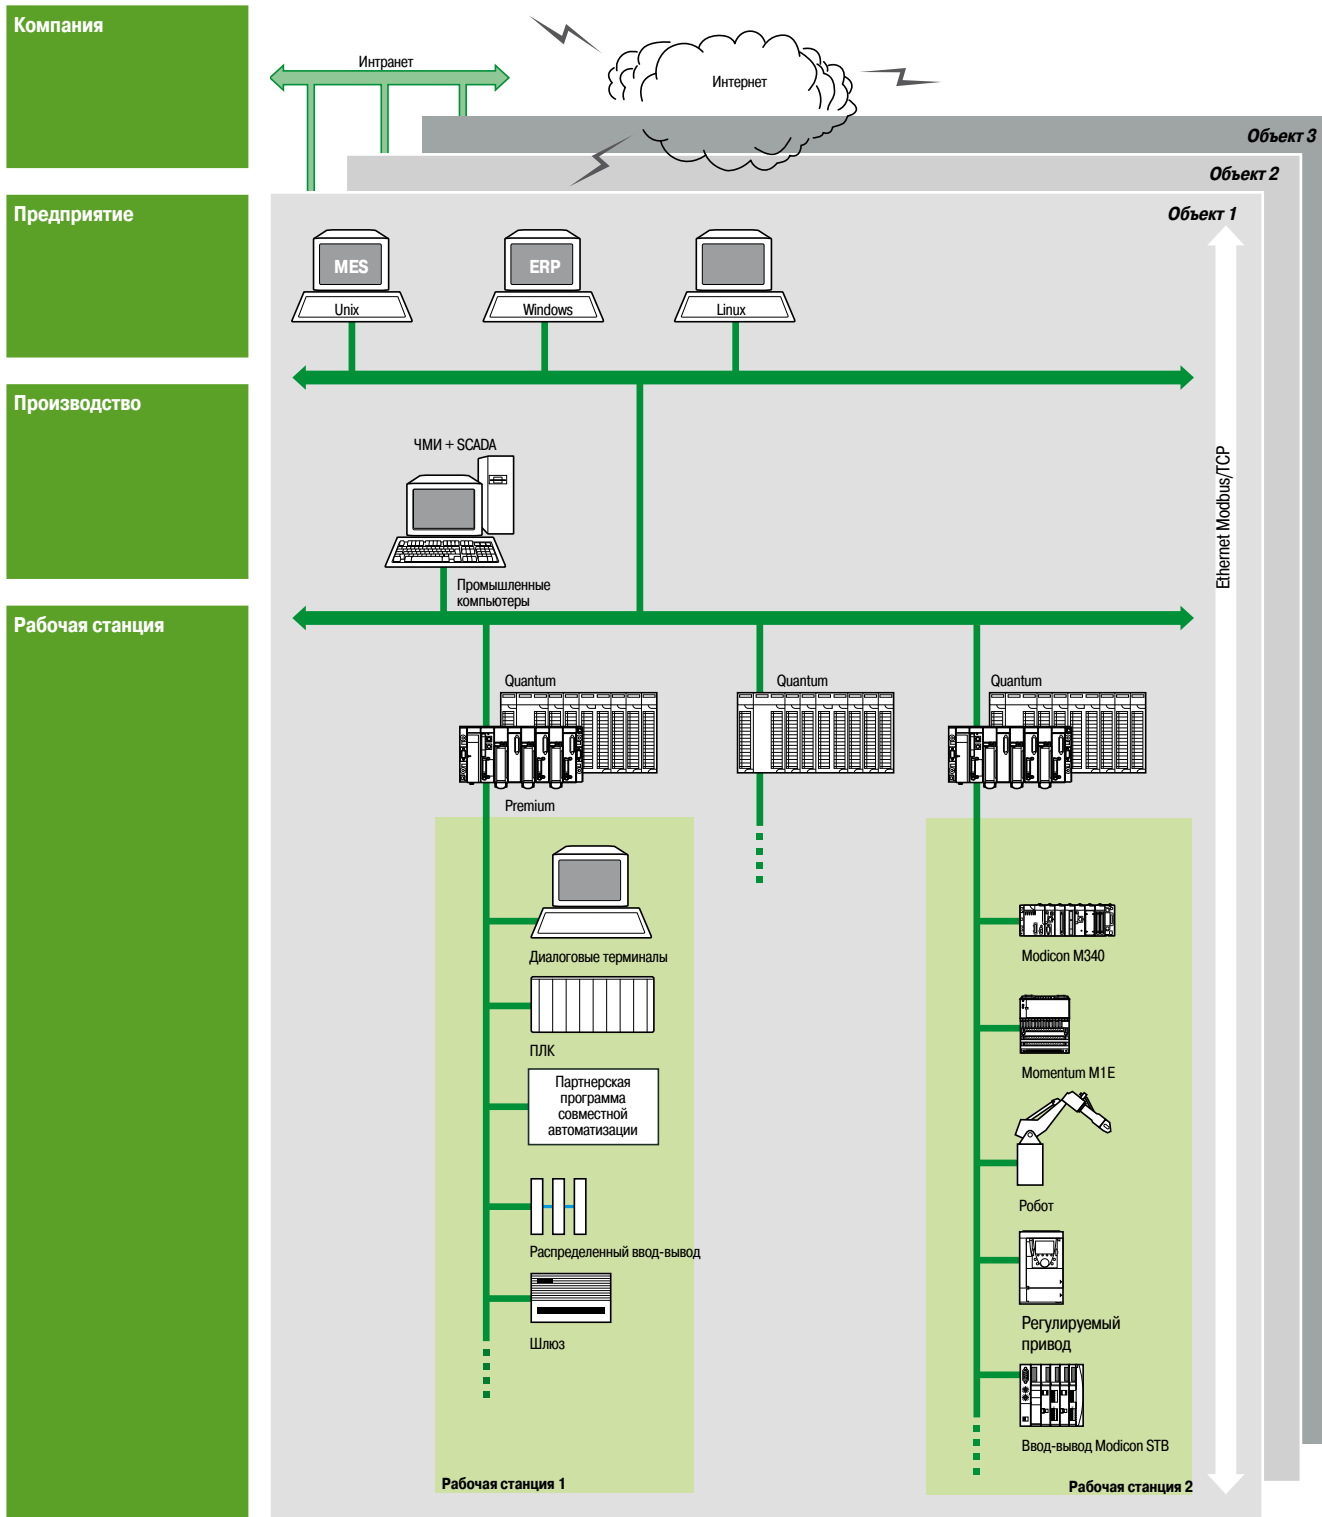 Компания
Интранет
Интернет
Объект 3
Объект 2
Предприятие
Объект 1
MES
ERP
Unix
Windows
Linux
Производство
ЧМИ + SCADA
Ethernet Modbus/TCP
Промышленные
компьютеры
Рабочая станция
Quantum
Quantum
Quantum
Premium
Диалоговые терминалы
ПЛК
Партнерская
программа
совместной
автоматизации
Распределенный ввод-вывод
Шлюз
Рабочая станция 1
Modicon M340
Momentum M1E
Робот
Регулируемый
привод
Ввод-вывод Modicon STB
Рабочая станция 2